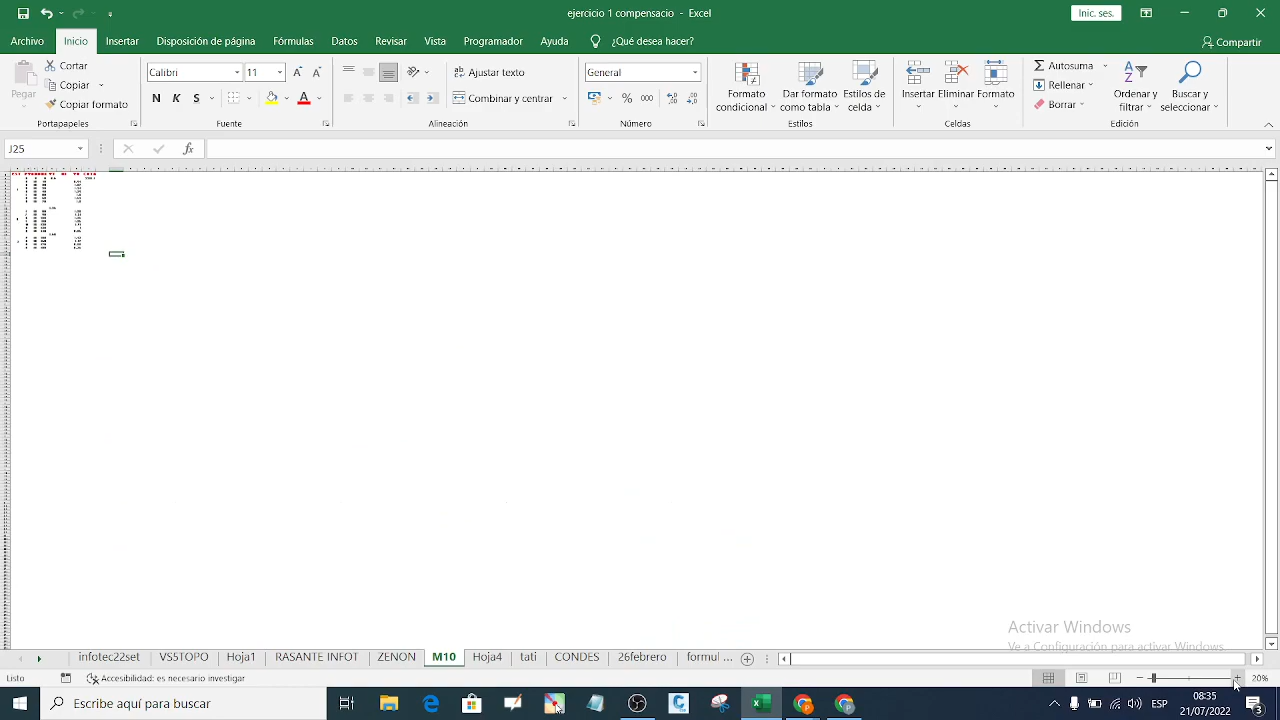 ejercicio 1 compenzacio - Excel
Inic. ses.
Archivo Inicio Insertar Disposición de página Fórmulas Datos Revisar Vista Programador Ayuda ¿Qué desea hacer? Compartir
Pegar
Cortar
Copiar
Copiar formato
Portapapeles
Calibri 11
N K S
Fuente
Ajustar texto
Combinar y centrar
Alineación
General
% 000
Número
Formato condicional
Dar formato como tabla
Estilos de celda
Estilos
Insertar Eliminar Formato
Celdas
Autosuma
Rellenar
Borrar
Ordenar y filtrar
Buscar y seleccionar
Edición
J25
Activar Windows
Ve a Configuración para activar Windows.
infotec22set VS5TOPO Hoja1 RASANTE M10 Hoja4 tati CONDES 26febrero formul ...
Listo Accesibilidad: es necesario investigar 20%
Escribe aquí para buscar
ESP
08:35
21/07/2022